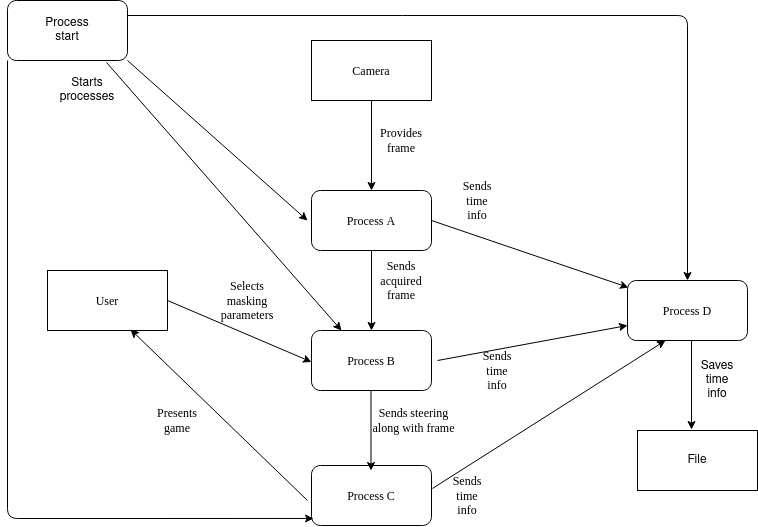 Process
start
Starts
processes
Camera
Provides
frame
Process A
Sends
time
info
Sends
acquired
frame
User
Selects
masking
parameters
Process B
Sends
time
info
Process D
Saves
time
info
Presents
game
Sends steering
along with frame
Process C
Sends
time
info
File